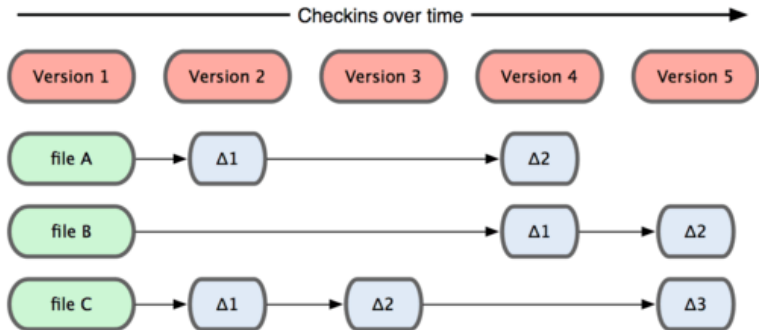 Checkins over time
Version 1 Version 2 Version 3 Version 4 Version 5
file A Δ1 Δ2
file B Δ1 Δ2
file C Δ1 Δ2 Δ3